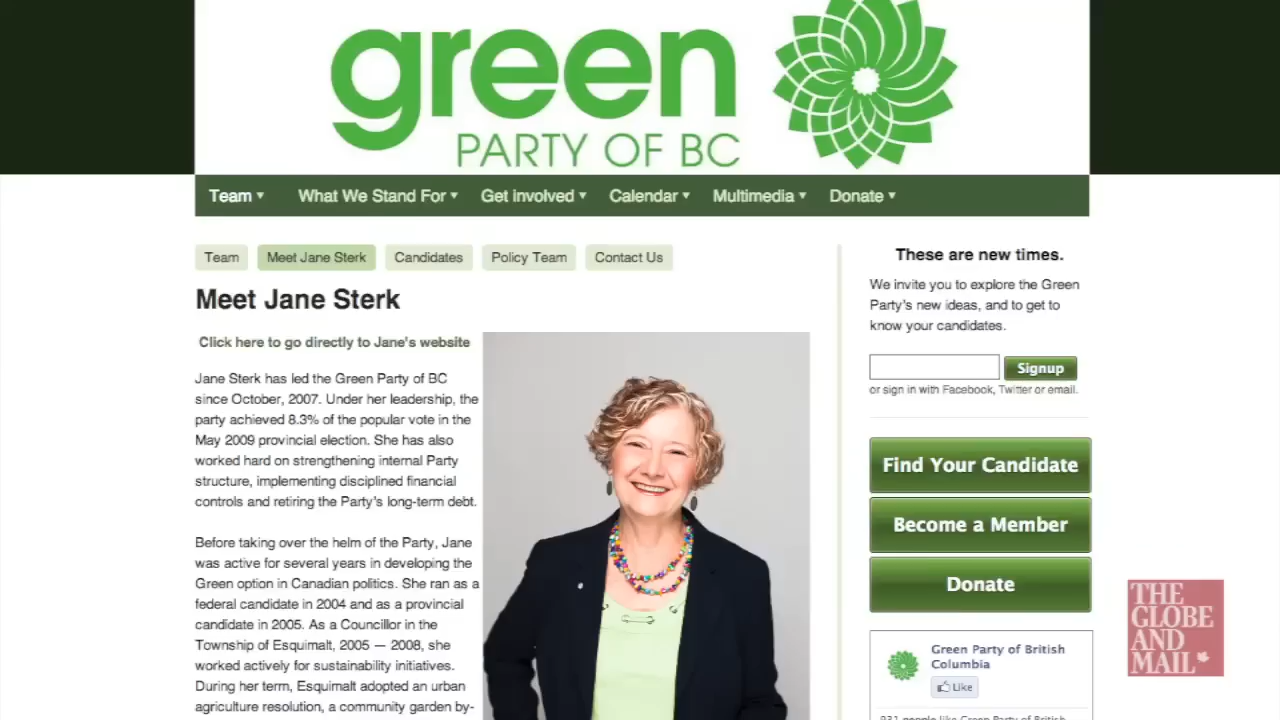 green
PARTY OF BC
Team ▾ What We Stand For ▾ Get involved ▾ Calendar ▾ Multimedia ▾ Donate ▾
Team Meet Jane Sterk Candidates Policy Team Contact Us
Meet Jane Sterk
Click here to go directly to Jane's website
Jane Sterk has led the Green Party of BC
since October, 2007. Under her leadership, the
party achieved 8.3% of the popular vote in the
May 2009 provincial election. She has also
worked hard on strengthening internal Party
structure, implementing disciplined financial
controls and retiring the Party's long-term debt.
Before taking over the helm of the Party, Jane
was active for several years in developing the
Green option in Canadian politics. She ran as a
federal candidate in 2004 and as a provincial
candidate in 2005. As a Councillor in the
Township of Esquimalt, 2005 — 2008, she
worked actively for sustainability initiatives.
During her term, Esquimalt adopted an urban
agriculture resolution, a community garden by-
These are new times.
We invite you to explore the Green
Party's new ideas, and to get to
know your candidates.
Signup
or sign in with Facebook, Twitter or email.
Find Your Candidate
Become a Member
Donate
Green Party of British
Columbia
Like
931 people like Green Party of British
THE
GLOBE
AND
MAIL